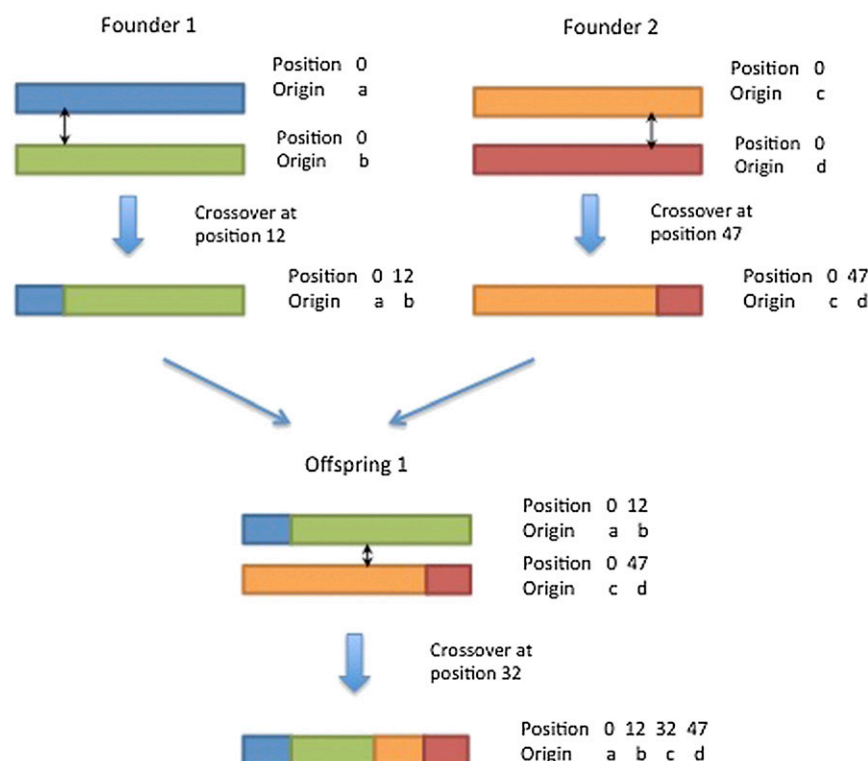 Founder 1
Founder 2
Position 0
Origin a
Position 0
Origin b
Position 0
Origin c
Position 0
Origin d
Crossover at
position 12
Crossover at
position 47
Position 0 12
Origin a b
Position 0 47
Origin c d
Offspring 1
Position 0 12
Origin a b
Position 0 47
Origin c d
Crossover at
position 32
Position 0 12 32 47
Origin a b c d